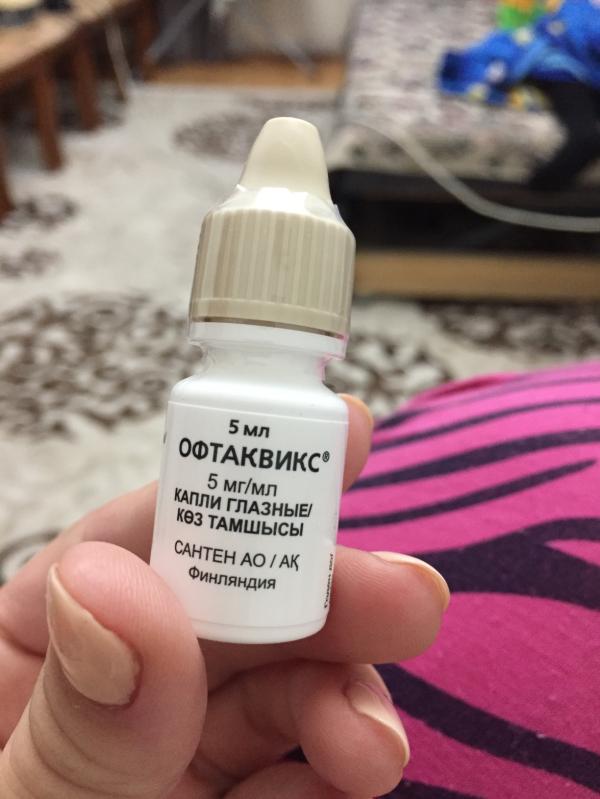 5 мл
ОФТАКВИКС®
5 мг/мл
КАПЛИ ГЛАЗНЫЕ/
КӨЗ ТАМШЫСЫ
САНТЕН АО / АҚ
Финляндия